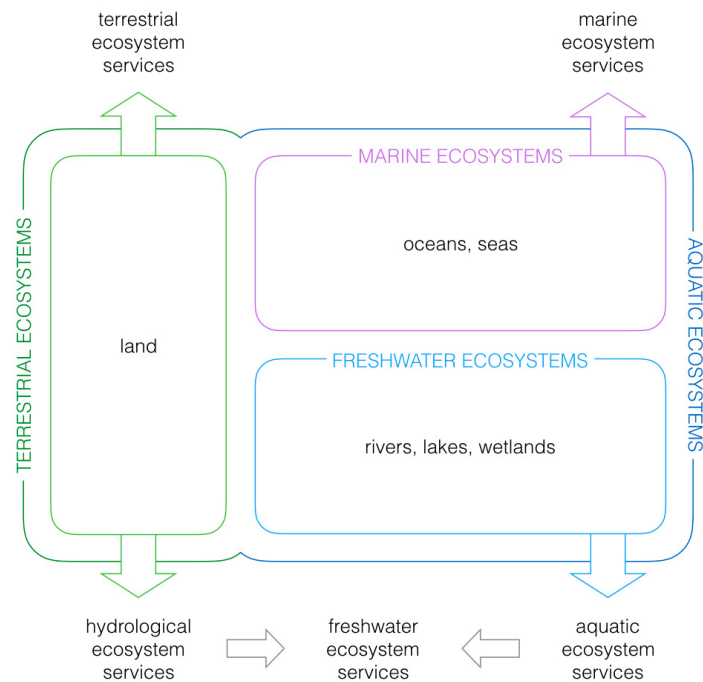 terrestrial
ecosystem
services
marine
ecosystem
services
MARINE ECOSYSTEMS
oceans, seas
TERRESTRIAL ECOSYSTEMS
land
AQUATIC ECOSYSTEMS
FRESHWATER ECOSYSTEMS
rivers, lakes, wetlands
hydrological
ecosystem
services
freshwater
ecosystem
services
aquatic
ecosystem
services